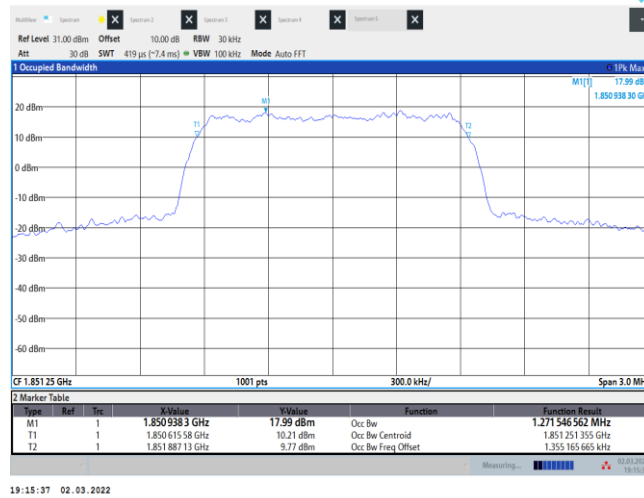 MultiView Spectrum Spectrum 2 X Spectrum 3 X Spectrum 4 X Spectrum 5 X
Ref Level 31.00 dBm Offset 10.00 dB RBW 30 kHz
Att 30 dB SWT 419 µs (~7.4 ms) VBW 100 kHz Mode Auto FFT
1 Occupied Bandwidth 1Pk Max
M1[1] 17.99 dB
1.850 938 30 G
M1
20 dBm
T1
T2
10 dBm
0 dBm
-10 dBm
-20 dBm
-30 dBm
-40 dBm
-50 dBm
-60 dBm
CF 1.851 25 GHz 1001 pts 300.0 kHz/ Span 3.0 MH
2 Marker Table
Type Ref Trc X-Value Y-Value Function Function Result
M1 1 1.850 938 3 GHz 17.99 dBm Occ Bw 1.271 546 562 MHz
T1 1 1.850 615 58 GHz 10.21 dBm Occ Bw Centroid 1.851 251 355 GHz
T2 1 1.851 887 13 GHz 9.77 dBm Occ Bw Freq Offset 1.355 165 665 kHz
Measuring... 02.03.202
19:15:3
19:15:37 02.03.2022